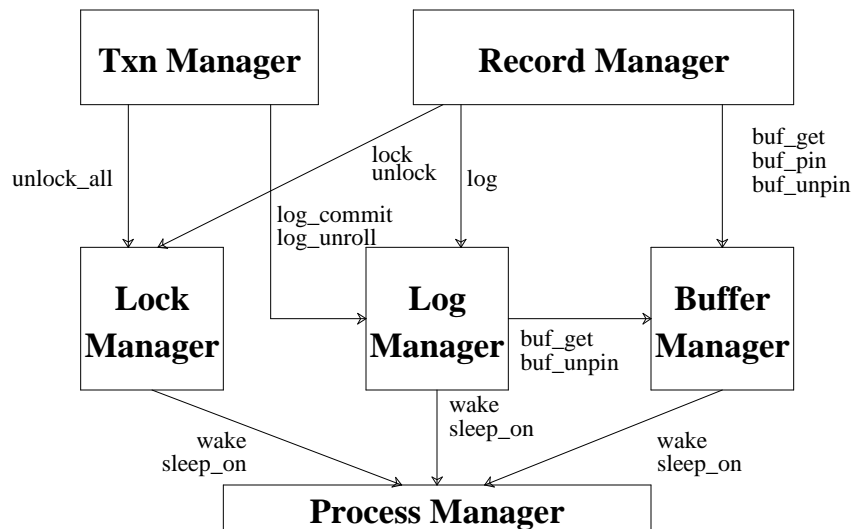 Txn Manager
Record Manager
unlock_all
lock
unlock
log
buf_get
buf_pin
buf_unpin
log_commit
log_unroll
Lock
Manager
Log
Manager
Buffer
Manager
buf_get
buf_unpin
wake
sleep_on
wake
sleep_on
wake
sleep_on
Process Manager